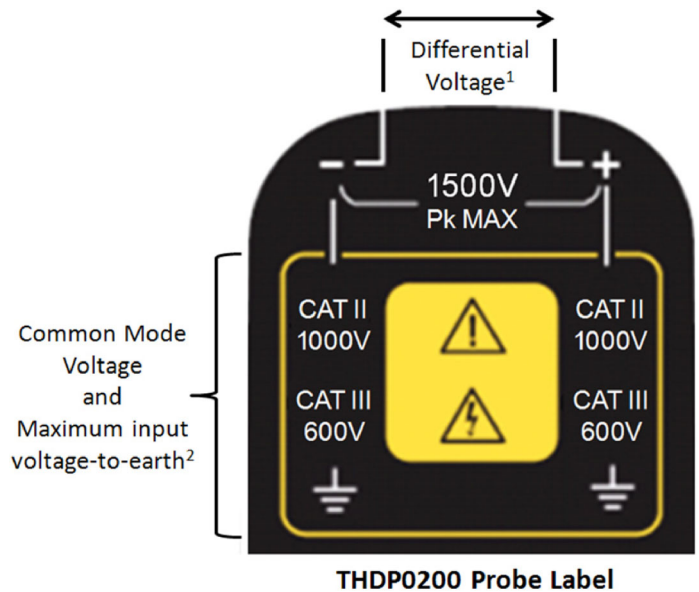 Differential
Voltage¹
- +
1500V
Pk MAX
CAT II
1000V
CAT III
600V
CAT II
1000V
CAT III
600V
Common Mode
Voltage
and
Maximum input
voltage-to-earth²
THDP0200 Probe Label